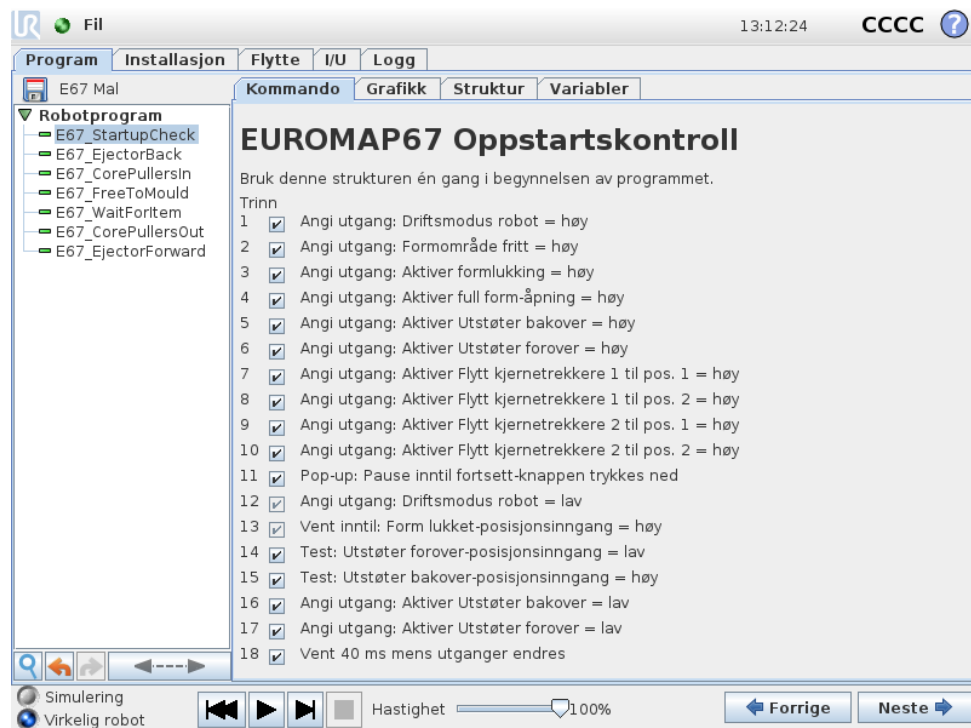 UR Fil 13:12:24 CCCC ?
Program Installasjon Flytte I/U Logg
E67 Mal Kommando Grafikk Struktur Variabler
Robotprogram
E67_StartupCheck
E67_EjectorBack
E67_CorePullersIn
E67_FreeToMould
E67_WaitForItem
E67_CorePullersOut
E67_EjectorForward
EUROMAP67 Oppstartskontroll
Bruk denne strukturen én gang i begynnelsen av programmet.
Trinn
1 Angi utgang: Driftsmodus robot = høy
2 Angi utgang: Formområde fritt = høy
3 Angi utgang: Aktiver formlukking = høy
4 Angi utgang: Aktiver full form-åpning = høy
5 Angi utgang: Aktiver Utstøter bakover = høy
6 Angi utgang: Aktiver Utstøter forover = høy
7 Angi utgang: Aktiver Flytt kjernetrekkere 1 til pos. 1 = høy
8 Angi utgang: Aktiver Flytt kjernetrekkere 1 til pos. 2 = høy
9 Angi utgang: Aktiver Flytt kjernetrekkere 2 til pos. 1 = høy
10 Angi utgang: Aktiver Flytt kjernetrekkere 2 til pos. 2 = høy
11 Pop-up: Pause inntil fortsett-knappen trykkes ned
12 Angi utgang: Driftsmodus robot = lav
13 Vent inntil: Form lukket-posisjonsinngang = høy
14 Test: Utstøter forover-posisjonsinngang = lav
15 Test: Utstøter bakover-posisjonsinngang = høy
16 Angi utgang: Aktiver Utstøter bakover = lav
17 Angi utgang: Aktiver Utstøter forover = lav
18 Vent 40 ms mens utganger endres
Simulering
Virkelig robot
Hastighet 100%
Forrige Neste